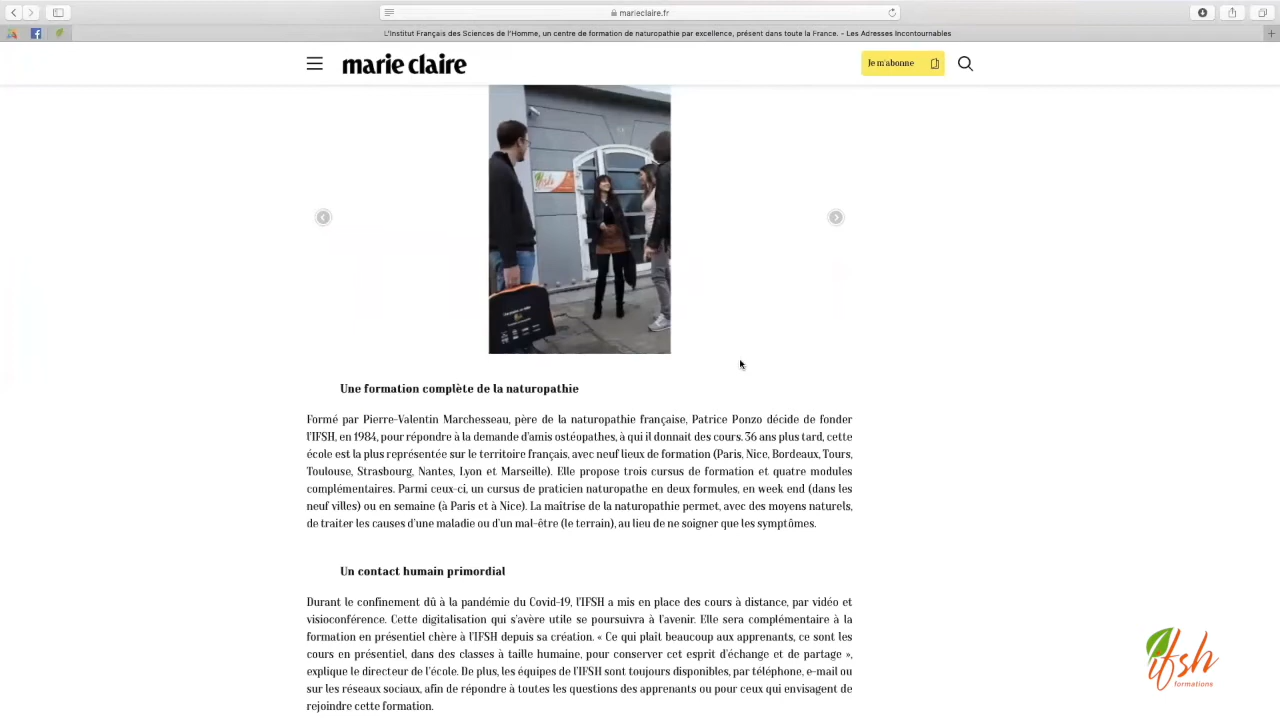 marieclaire.fr
L'Institut Français des Sciences de l'Homme, un centre de formation de naturopathie par excellence, présent dans toute la France. - Les Adresses Incontournables
marie claire
Je m'abonne
ifsh
Une formation complète de la naturopathie
Formé par Pierre-Valentin Marchesseau, père de la naturopathie française, Patrice Ponzo décide de fonder
l'IFSH, en 1984, pour répondre à la demande d'amis ostéopathes, à qui il donnait des cours. 36 ans plus tard, cette
école est la plus représentée sur le territoire français, avec neuf lieux de formation (Paris, Nice, Bordeaux, Tours,
Toulouse, Strasbourg, Nantes, Lyon et Marseille). Elle propose trois cursus de formation et quatre modules
complémentaires. Parmi ceux-ci, un cursus de praticien naturopathe en deux formules, en week end (dans les
neuf villes) ou en semaine (à Paris et à Nice). La maîtrise de la naturopathie permet, avec des moyens naturels,
de traiter les causes d'une maladie ou d'un mal-être (le terrain), au lieu de ne soigner que les symptômes.
Un contact humain primordial
Durant le confinement dû à la pandémie du Covid-19, l'IFSH a mis en place des cours à distance, par vidéo et
visioconférence. Cette digitalisation qui s'avère utile se poursuivra à l'avenir. Elle sera complémentaire à la
formation en présentiel chère à l'IFSH depuis sa création. « Ce qui plait beaucoup aux apprenants, ce sont les
cours en présentiel, dans des classes à taille humaine, pour conserver cet esprit d'échange et de partage »,
explique le directeur de l'école. De plus, les équipes de l'IFSH sont toujours disponibles, par téléphone, e-mail ou
sur les réseaux sociaux, afin de répondre à toutes les questions des apprenants ou pour ceux qui envisagent de
rejoindre cette formation.
ifsh
formations